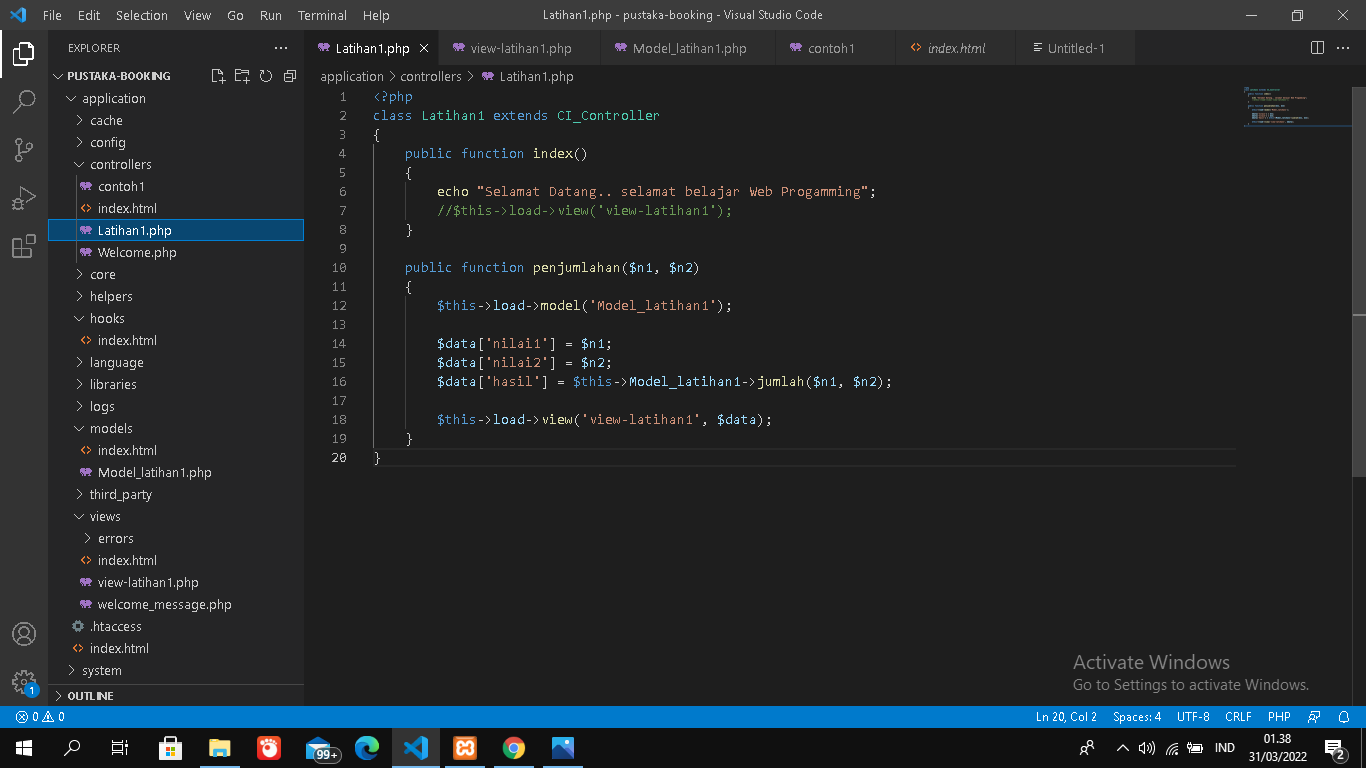 File Edit Selection View Go Run Terminal Help
Latihan1.php - pustaka-booking - Visual Studio Code
EXPLORER
PUSTAKA-BOOKING
application
cache
config
controllers
contoh1
index.html
Latihan1.php
Welcome.php
core
helpers
hooks
index.html
language
libraries
logs
models
index.html
Model_latihan1.php
third_party
views
errors
index.html
view-latihan1.php
welcome_message.php
.htaccess
index.html
system
OUTLINE
Latihan1.php view-latihan1.php Model_latihan1.php contoh1 index.html Untitled-1
application > controllers > Latihan1.php
1 <?php
2 class Latihan1 extends CI_Controller
3 {
4 public function index()
5 {
6 echo "Selamat Datang.. selamat belajar Web Progamming";
7 //$this->load->view('view-latihan1');
8 }
9
10 public function penjumlahan($n1, $n2)
11 {
12 $this->load->model('Model_latihan1');
13
14 $data['nilai1'] = $n1;
15 $data['nilai2'] = $n2;
16 $data['hasil'] = $this->Model_latihan1->jumlah($n1, $n2);
17
18 $this->load->view('view-latihan1', $data);
19 }
20 }
Activate Windows
Go to Settings to activate Windows.
1
0 0
Ln 20, Col 2 Spaces: 4 UTF-8 CRLF PHP
99+
IND
01.38
31/03/2022
2